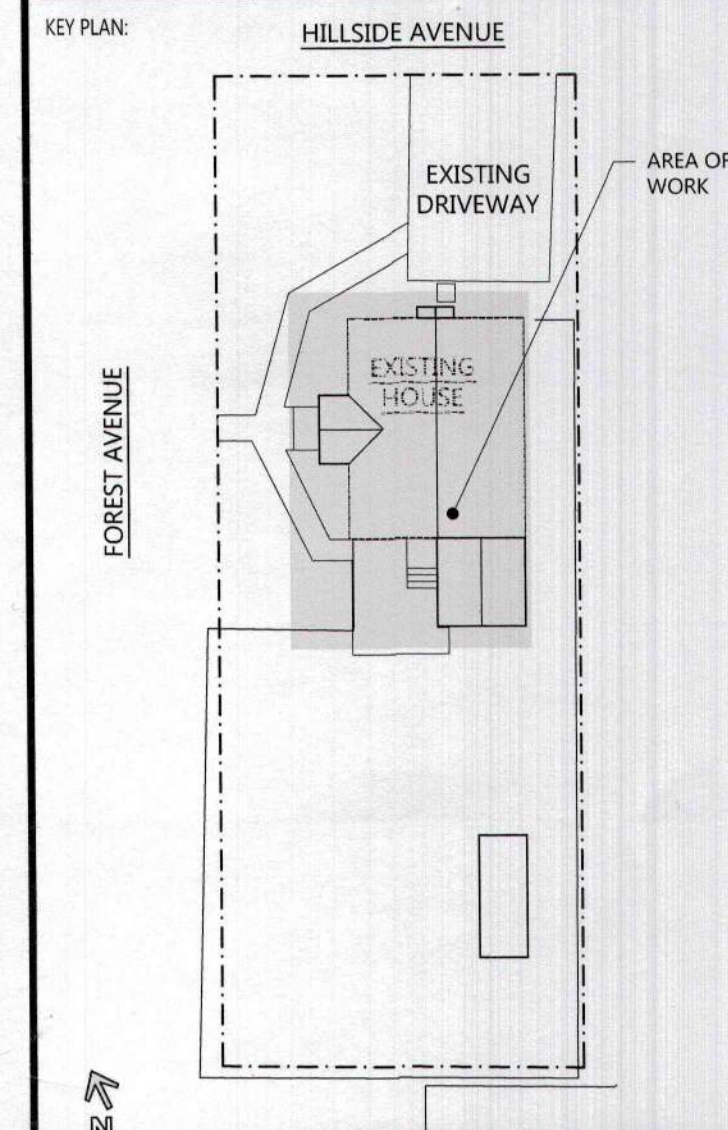 KEY PLAN:
HILLSIDE AVENUE
EXISTING
DRIVEWAY
AREA OF
WORK
EXISTING
HOUSE
FOREST AVENUE
N